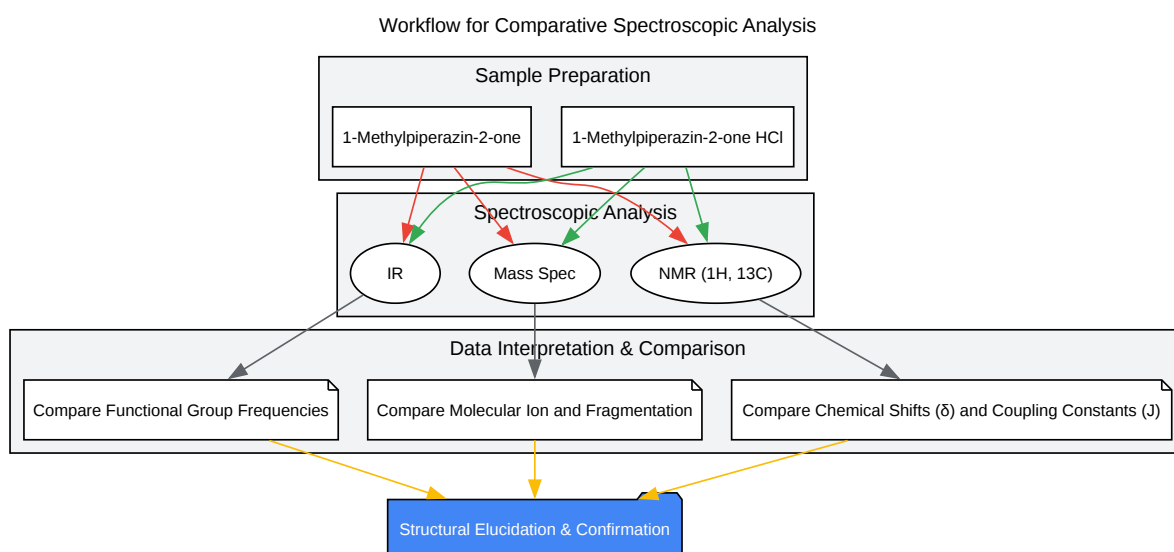 Workflow for Comparative Spectroscopic Analysis
Sample Preparation
1-Methylpiperazin-2-one
1-Methylpiperazin-2-one HCl
Spectroscopic Analysis
IR
Mass Spec
NMR (1H, 13C)
Data Interpretation & Comparison
Compare Functional Group Frequencies
Compare Molecular Ion and Fragmentation
Compare Chemical Shifts (δ) and Coupling Constants (J)
Structural Elucidation & Confirmation